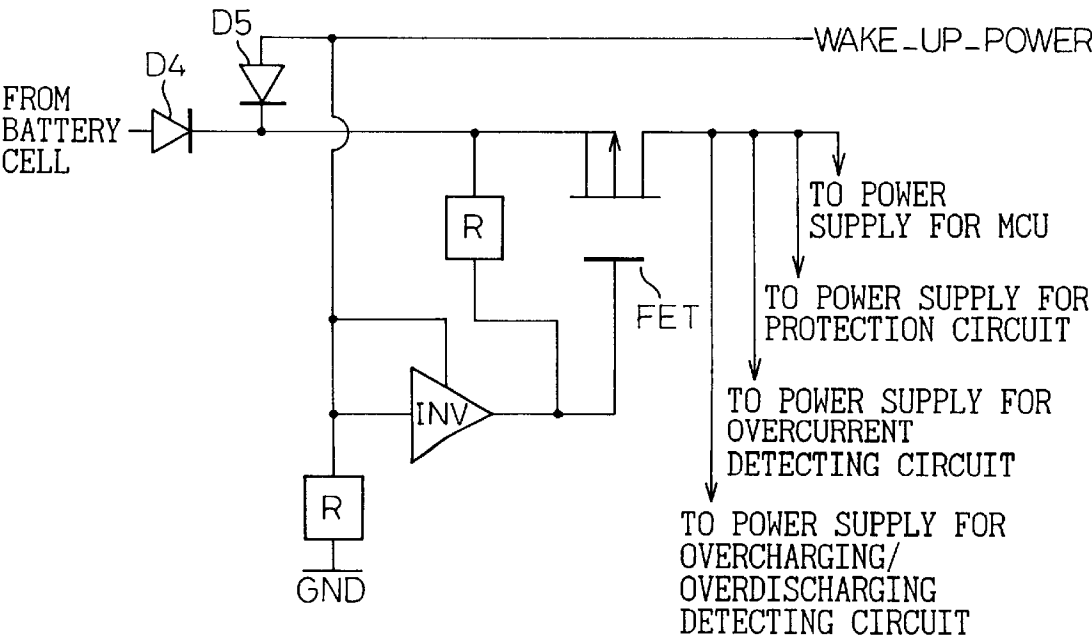 D5
WAKE_UP_POWER
D4
FROM
BATTERY
CELL
R
TO POWER
SUPPLY FOR MCU
FET
TO POWER SUPPLY FOR
PROTECTION CIRCUIT
INV
TO POWER SUPPLY FOR
OVERCURRENT
DETECTING CIRCUIT
R
GND
TO POWER SUPPLY FOR
OVERCHARGING/
OVERDISCHARGING
DETECTING CIRCUIT